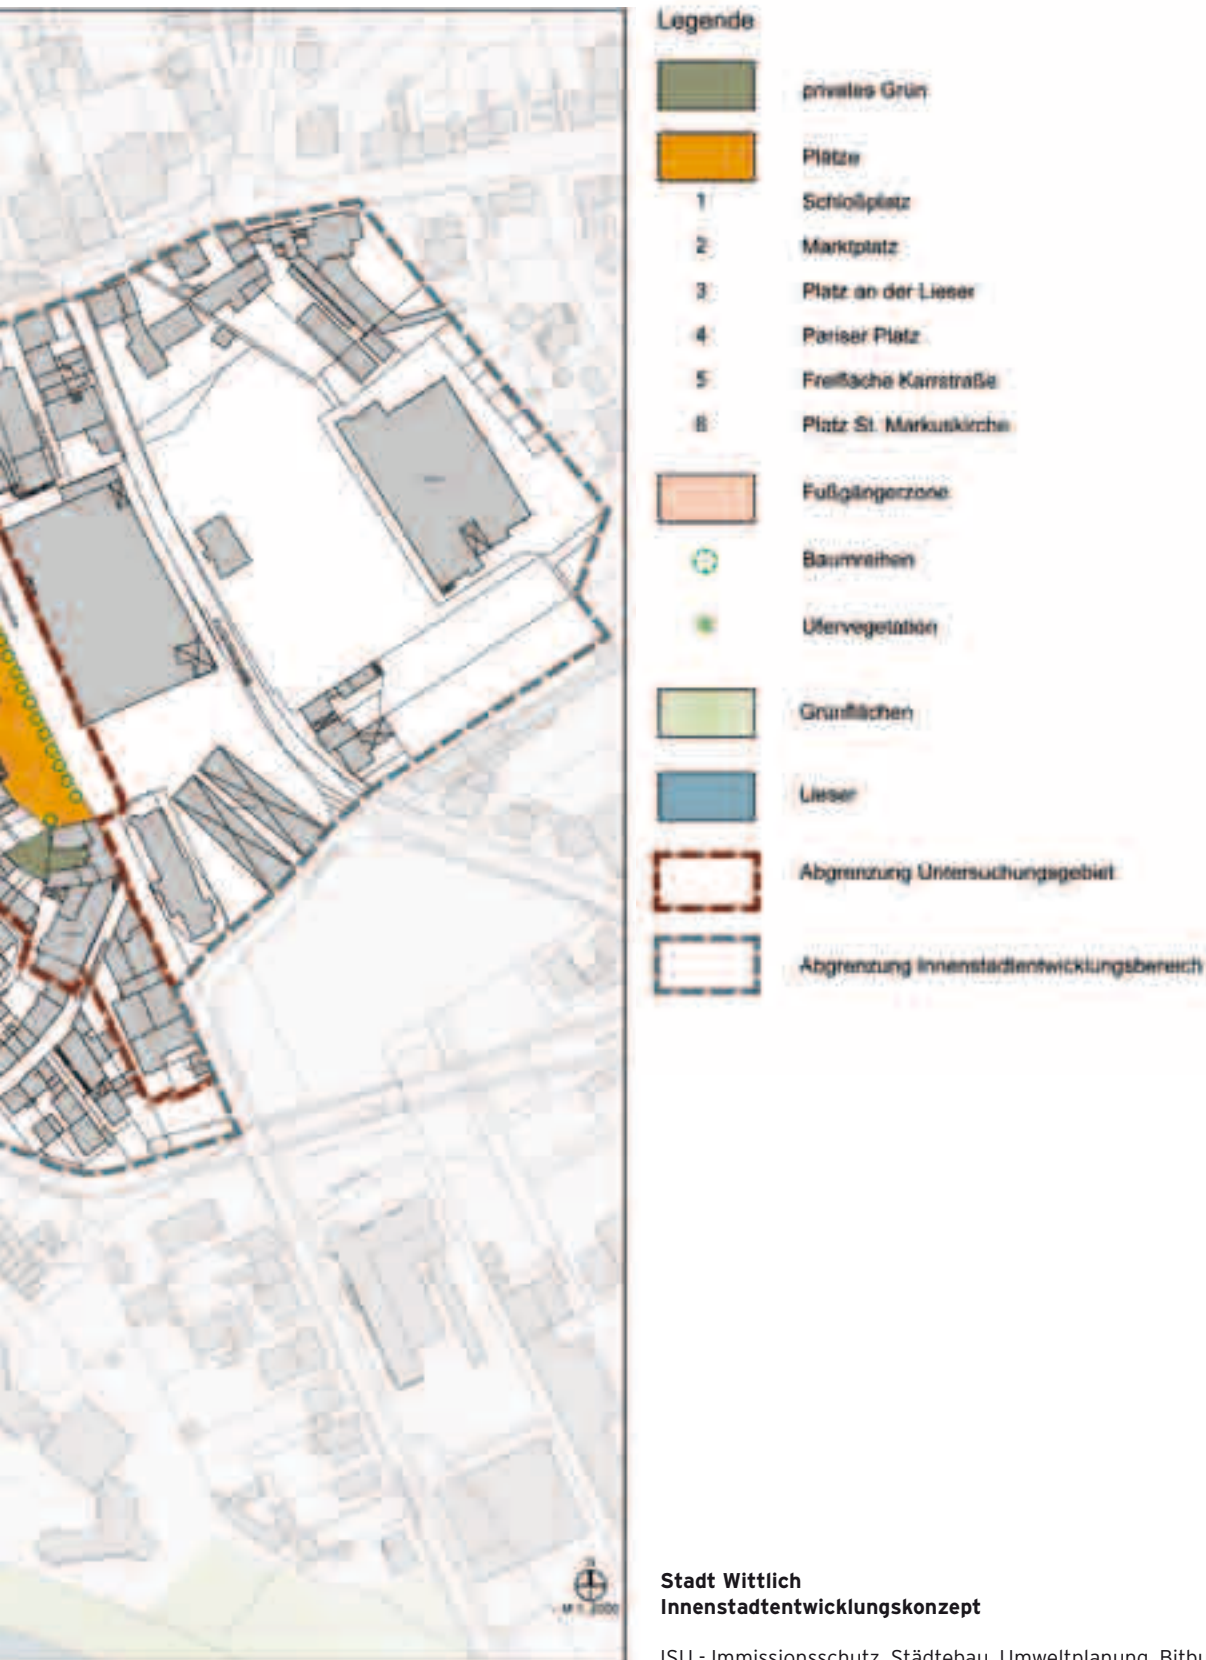 Legende
privates Grün
Plätze
1 Schloßplatz
2 Marktplatz
3 Platz an der Lieser
4 Pariser Platz
5 Freifläche Karrstraße
6 Platz St. Markuskirche
Fußgängerzone
Baumreihen
Ufervegetation
Grünflächen
Lieser
Abgrenzung Untersuchungsgebiet
Abgrenzung Innenstadtentwicklungsbereich
M 1: 2000
Stadt Wittlich
Innenstadtentwicklungskonzept
ISU - Immissionsschutz, Städtebau, Umweltplanung, Bitbu